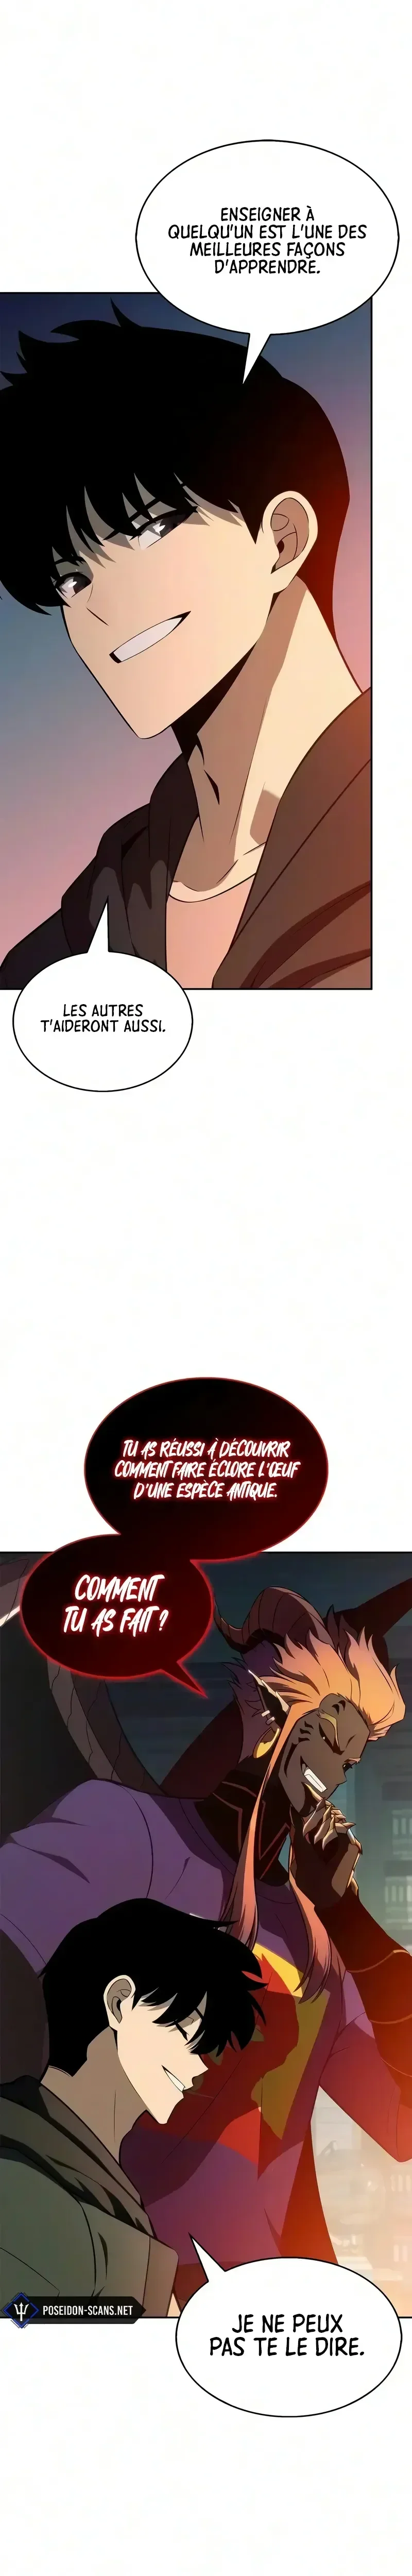 ENSEIGNER À
QUELQU'UN EST L'UNE DES
MEILLEURES FAÇONS
D'APPRENDRE.
LES AUTRES
T'AIDERONT AUSSI.
TU AS RÉUSSI À DÉCOUVRIR
COMMENT FAIRE ÉCLORE L'ŒUF
D'UNE ESPÈCE ANTIQUE.
COMMENT
TU AS FAIT ?
POSEIDON-SCANS.NET
JE NE PEUX
PAS TE LE DIRE.